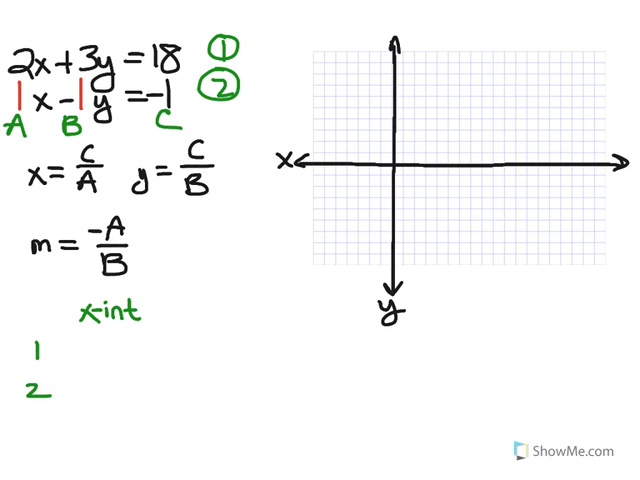 2x + 3y = 18 ①
1x - 1y = -1 ②
A B C
x = C/A y = C/B
m = -A/B
x-int
1
2
x
y
ShowMe.com